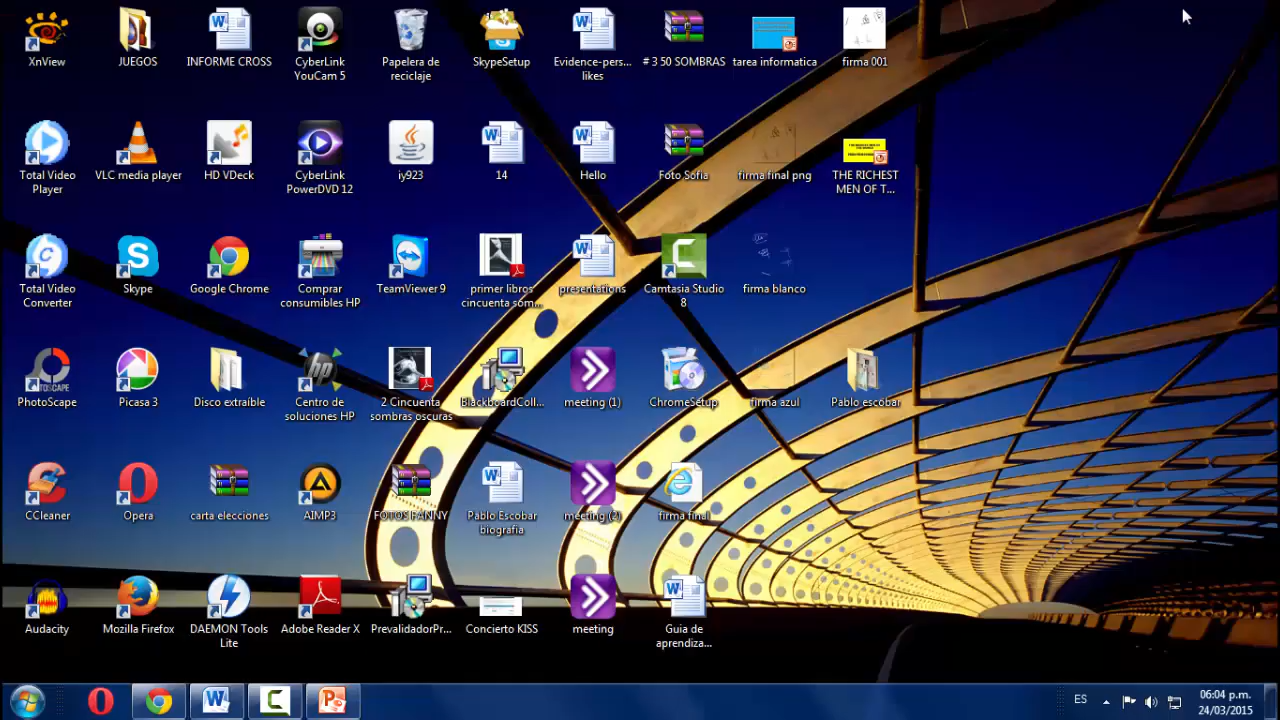 XnView
JUEGOS
INFORME CROSS
CyberLink
YouCam 5
Papelera de
reciclaje
SkypeSetup
Evidence-pers...
likes
# 3 50 SOMBRAS
tarea informatica
firma 001
Total Video
Player
VLC media player
HD VDeck
CyberLink
PowerDVD 12
iy923
14
Hello
Foto Sofia
firma final png
THE RICHEST
MEN OF T...
Total Video
Converter
Skype
Google Chrome
Comprar
consumibles HP
TeamViewer 9
primer libros
cincuenta som...
presentations
Camtasia Studio
8
firma blanco
PhotoScape
Picasa 3
Disco extraíble
Centro de
soluciones HP
2 Cincuenta
sombras oscuras
BlackboardColl...
meeting (1)
ChromeSetup
firma azul
Pablo escobar
CCleaner
Opera
carta elecciones
AIMP3
FOTOS FANNY
Pablo Escobar
biografia
meeting (2)
firma final
Audacity
Mozilla Firefox
DAEMON Tools
Lite
Adobe Reader X
PrevalidadorPr...
Concierto KISS
meeting
Guia de
aprendiza...
ES
06:04 p.m.
24/03/2015